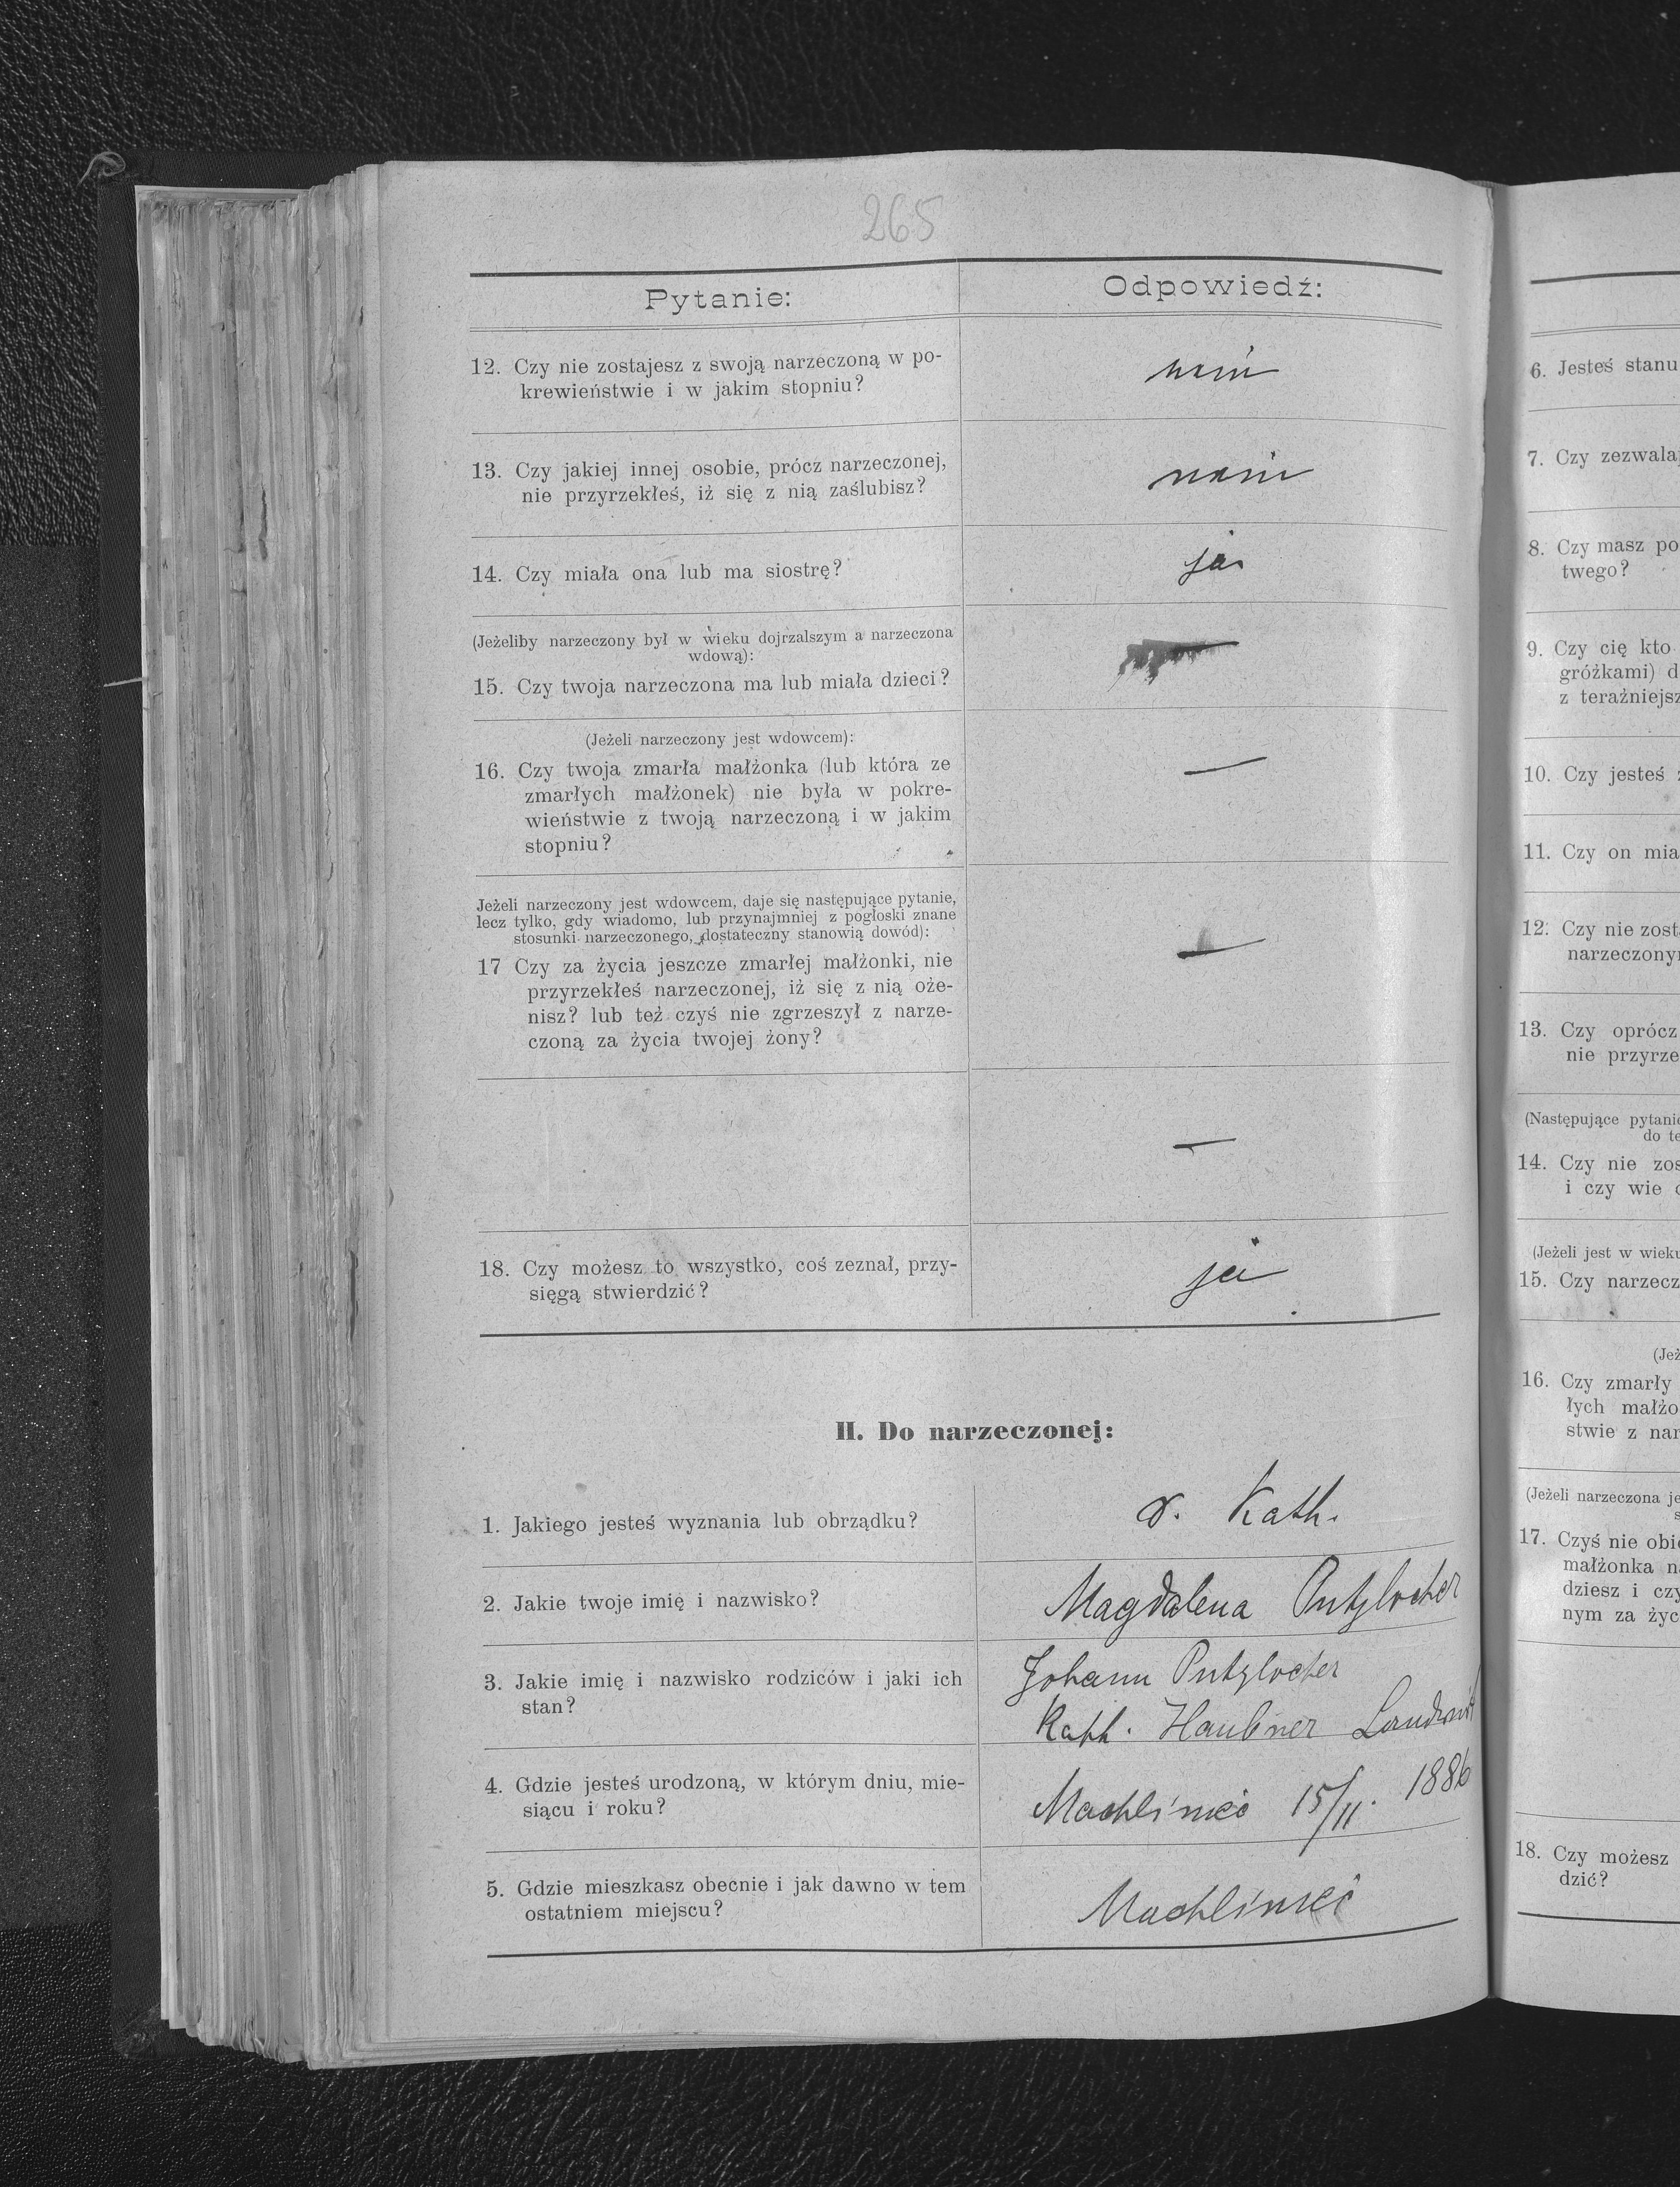 265
Pytanie:
Odpowiedź:
12. Czy nie zostajesz z swoją narzeczoną w po-
krewieństwie i w jakim stopniu?
nein
13. Czy jakiej innej osobie, prócz narzeczonej,
nie przyrzekłeś, iż się z nią zaślubisz?
nein
14. Czy miała ona lub ma siostrę?
ja
(Jeżeliby narzeczony był w wieku dojrzalszym a narzeczona
wdową):
15. Czy twoja narzeczona ma lub miała dzieci?
—
(Jeżeli narzeczony jest wdowcem):
16. Czy twoja zmarła małżonka (lub która ze
zmarłych małżonek) nie była w pokre-
wieństwie z twoją narzeczoną i w jakim
stopniu?
—
Jeżeli narzeczony jest wdowcem, daje się następujące pytanie,
lecz tylko, gdy wiadomo, lub przynajmniej z pogłoski znane
stosunki narzeczonego, dostateczny stanowią dowód):
17 Czy za życia jeszcze zmarłej małżonki, nie
przyrzekłeś narzeczonej, iż się z nią oże-
nisz? lub też czyś nie zgrzeszył z narze-
czoną za życia twojej żony?
—
—
18. Czy możesz to wszystko, coś zeznał, przy-
sięgą stwierdzić?
ja
II. Do narzeczonej:
1. Jakiego jesteś wyznania lub obrządku?
r. Kath.
2. Jakie twoje imię i nazwisko?
Magdalena Putzlocher
3. Jakie imię i nazwisko rodziców i jaki ich
stan?
Johann Putzlocher
Kath. Haubner
4. Gdzie jesteś urodzoną, w którym dniu, mie-
siącu i roku?
Machliniec 15/11. 1886
5. Gdzie mieszkasz obecnie i jak dawno w tem
ostatniem miejscu?
Machliniec
6. Jesteś stanu
7. Czy zezwala
8. Czy masz po
twego?
9. Czy cię kto
gróżkami) d
z teraźniejsz
10. Czy jesteś
11. Czy on mia
12. Czy nie zost
narzeczony
13. Czy oprócz
nie przyrze
(Następujące pytanie
do te
14. Czy nie zos
i czy wie
(Jeżeli jest w wieku
15. Czy narzecz
(Jeż
16. Czy zmarły
łych małżo
stwie z nar
(Jeżeli narzeczona je
s
17. Czyś nie obie
małżonka n
dziesz i czy
nym za życ
18. Czy możesz
dzić?